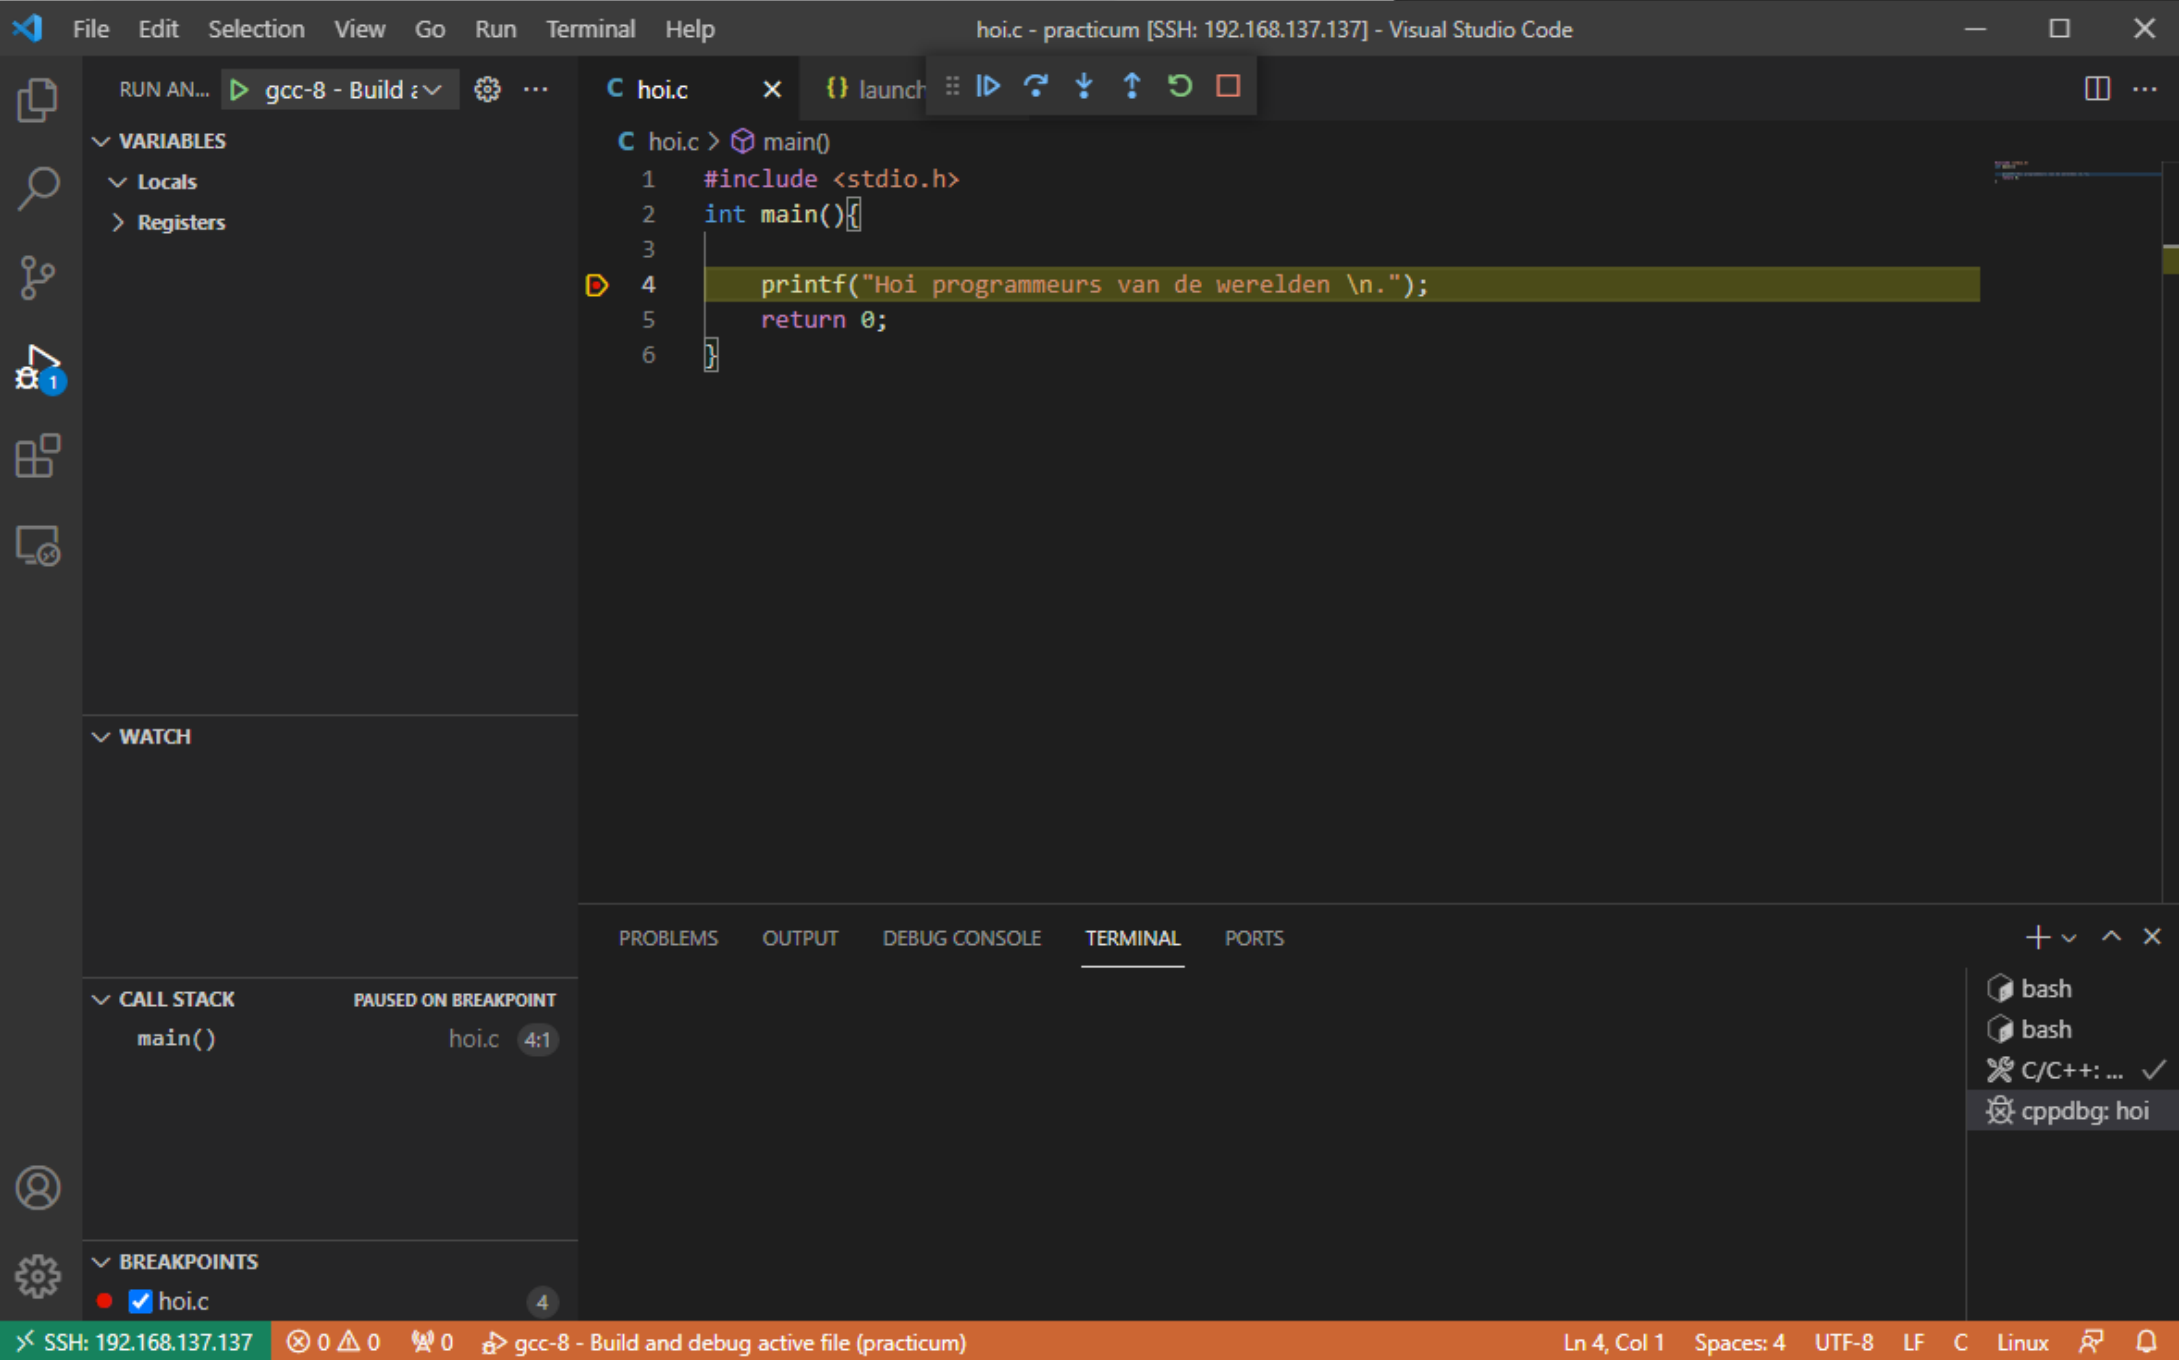 File Edit Selection View Go Run Terminal Help
hoi.c - practicum [SSH: 192.168.137.137] - Visual Studio Code
RUN AN... gcc-8 - Build a
hoi.c
launch
VARIABLES
Locals
Registers
C hoi.c > main()
1 #include <stdio.h>
2 int main(){
3
4 printf("Hoi programmeurs van de werelden \n.");
5 return 0;
6 }
1
WATCH
CALL STACK PAUSED ON BREAKPOINT
main() hoi.c 4:1
BREAKPOINTS
hoi.c 4
PROBLEMS OUTPUT DEBUG CONSOLE TERMINAL PORTS
bash
bash
C/C++: ...
cppdbg: hoi
SSH: 192.168.137.137 0 0 0 gcc-8 - Build and debug active file (practicum) Ln 4, Col 1 Spaces: 4 UTF-8 LF C Linux